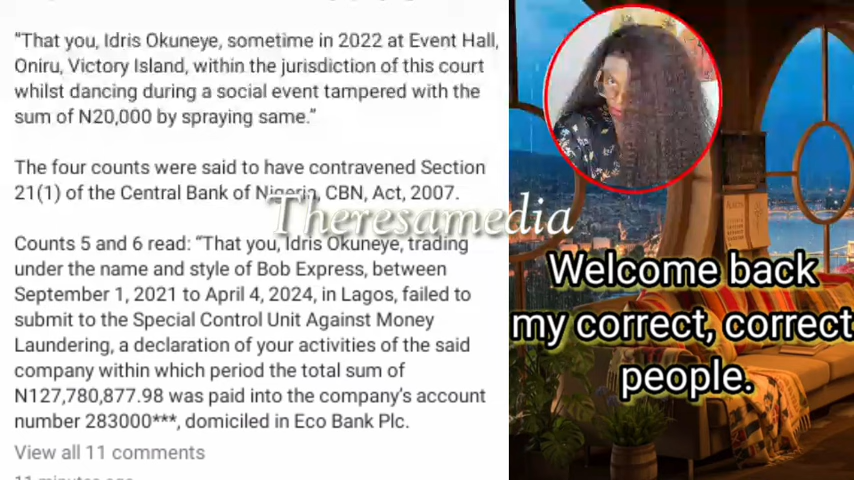 “That you, Idris Okuneye, sometime in 2022 at Event Hall,
Oniru, Victory Island, within the jurisdiction of this court
whilst dancing during a social event tampered with the
sum of N20,000 by spraying same.”
The four counts were said to have contravened Section
21(1) of the Central Bank of Nigeria, CBN, Act, 2007.
Theresamedia
Counts 5 and 6 read: “That you, Idris Okuneye, trading
under the name and style of Bob Express, between
September 1, 2021 to April 4, 2024, in Lagos, failed to
submit to the Special Control Unit Against Money
Laundering, a declaration of your activities of the said
company within which period the total sum of
N127,780,877.98 was paid into the company’s account
number 283000***, domiciled in Eco Bank Plc.
View all 11 comments
11 minutes ago
Welcome back
my correct, correct
people.